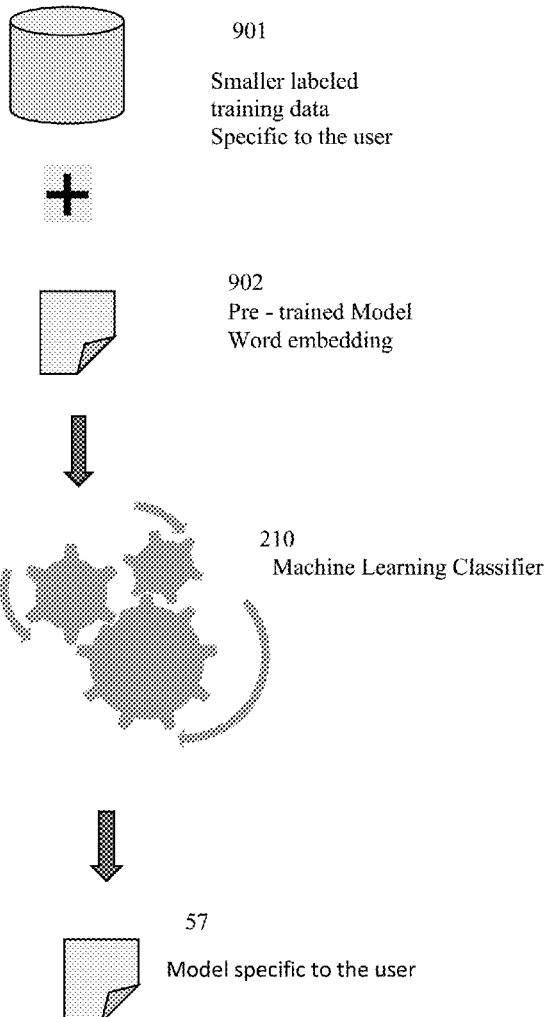 901
Smaller labeled
training data
Specific to the user
902
Pre - trained Model
Word embedding
210
Machine Learning Classifier
57
Model specific to the user